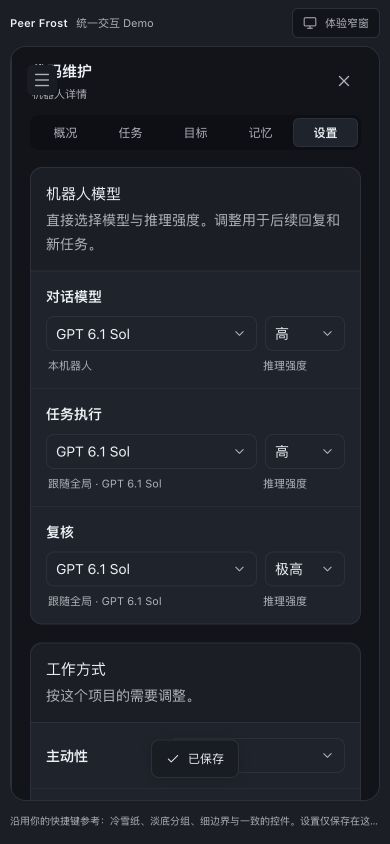 Peer Frost 统一交互 Demo
体验窄窗
码维护
机器人详情
概况 任务 目标 记忆 设置
机器人模型
直接选择模型与推理强度。调整用于后续回复和
新任务。
对话模型
GPT 6.1 Sol 高
本机器人 推理强度
任务执行
GPT 6.1 Sol 高
跟随全局 · GPT 6.1 Sol 推理强度
复核
GPT 6.1 Sol 极高
跟随全局 · GPT 6.1 Sol 推理强度
工作方式
按这个项目的需要调整。
主动性
已保存
沿用你的快捷键参考：冷雪纸、淡底分组、细边界与一致的控件。设置仅保存在这...